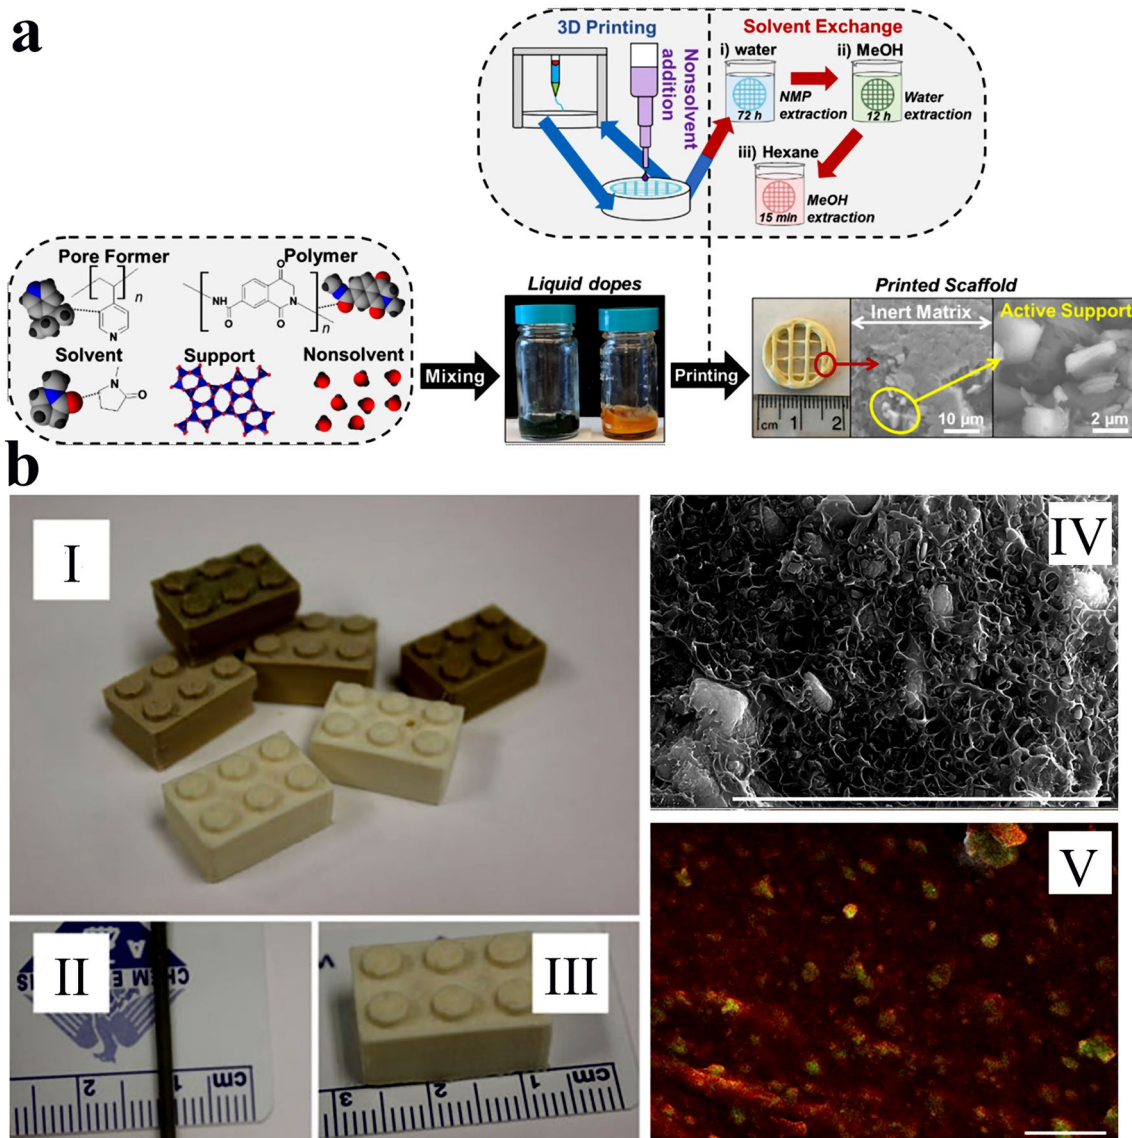 a
3D Printing
Solvent Exchange
Nonsolvent
addition
i) water
ii) MeOH
NMP
extraction
72 h
Water
extraction
12 h
iii) Hexane
MeOH
extraction
15 min
Pore Former
Polymer
n
N
NH
O
O
N
O
n
Solvent
Support
Nonsolvent
N
O
Mixing
Liquid dopes
Printing
Printed Scaffold
Inert Matrix
Active Support
cm 1 2
10 µm
2 µm
b
I
IV
V
II
CHEM E
2 1 cm
III
3 2 1 cm